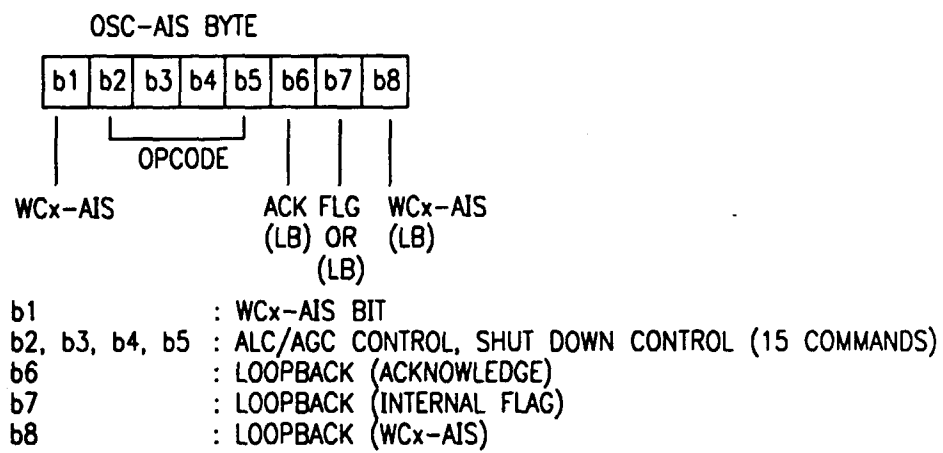 OSC-AIS BYTE
b1 b2 b3 b4 b5 b6 b7 b8
OPCODE
WCx-AIS ACK FLG WCx-AIS
(LB) OR (LB)
(LB)
b1 : WCx-AIS BIT
b2, b3, b4, b5 : ALC/AGC CONTROL, SHUT DOWN CONTROL (15 COMMANDS)
b6 : LOOPBACK (ACKNOWLEDGE)
b7 : LOOPBACK (INTERNAL FLAG)
b8 : LOOPBACK (WCx-AIS)